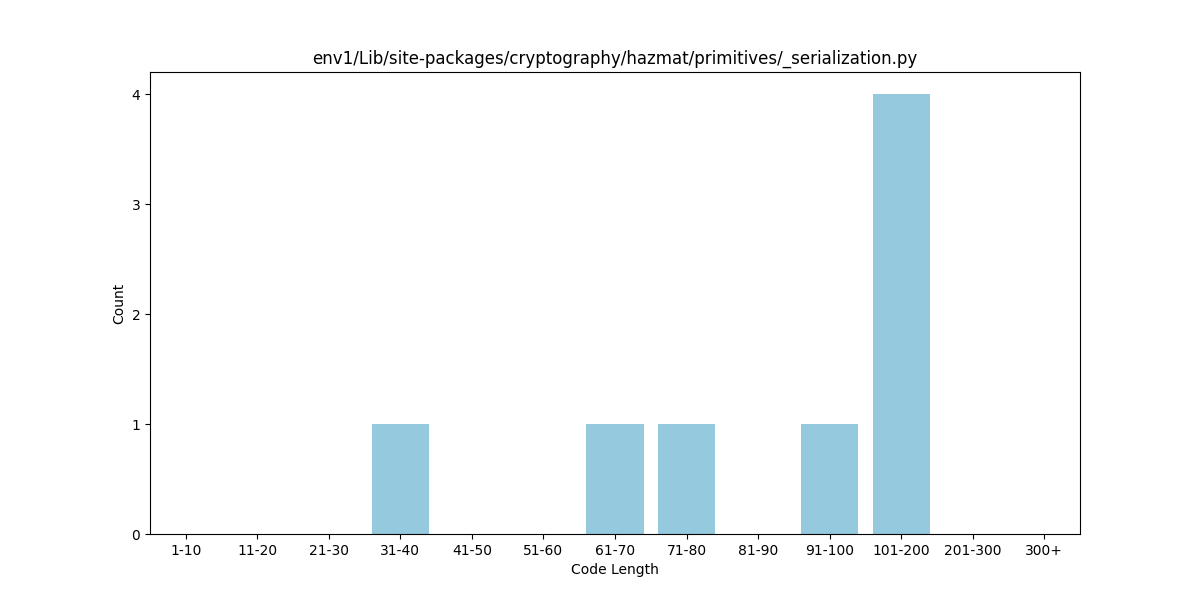 env1/Lib/site-packages/cryptography/hazmat/primitives/_serialization.py
4
3
2
1
0
Count
1-10 11-20 21-30 31-40 41-50 51-60 61-70 71-80 81-90 91-100 101-200 201-300 300+
Code Length